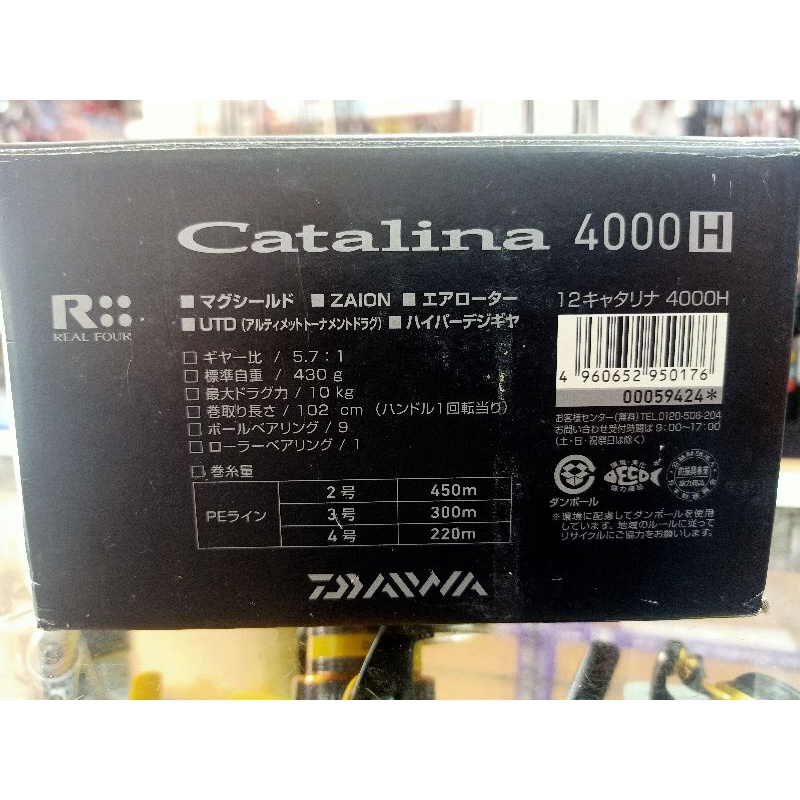 Catalina 4000 H
R
REAL FOUR
■ マグシールド ■ ZAION ■ エアローター
■ UTD (アルティメットトーナメントドラグ) ■ ハイパーデジギヤ
□ ギヤー比 / 5.7 : 1
□ 標準自重 / 430 g
□ 最大ドラグ力 / 10 kg
□ 巻取り長さ / 102 cm (ハンドル1回転当り)
□ ボールベアリング / 9
□ ローラーベアリング / 1
□ 巻糸量
PEライン
2号 450m
3号 300m
4号 220m
DAIWA
12キャタリナ 4000H
4 960652 950176
00059424*
お客様センター(無料)TEL0120-506-204
お問い合わせ受付時間は9:00~17:00
(土・日・祝祭日は除く)
ECO
協力商品
ダンボール
※環境に配慮してダンボールを使用
しています。地域のルールに従って
リサイクルにご協力をお願いします。